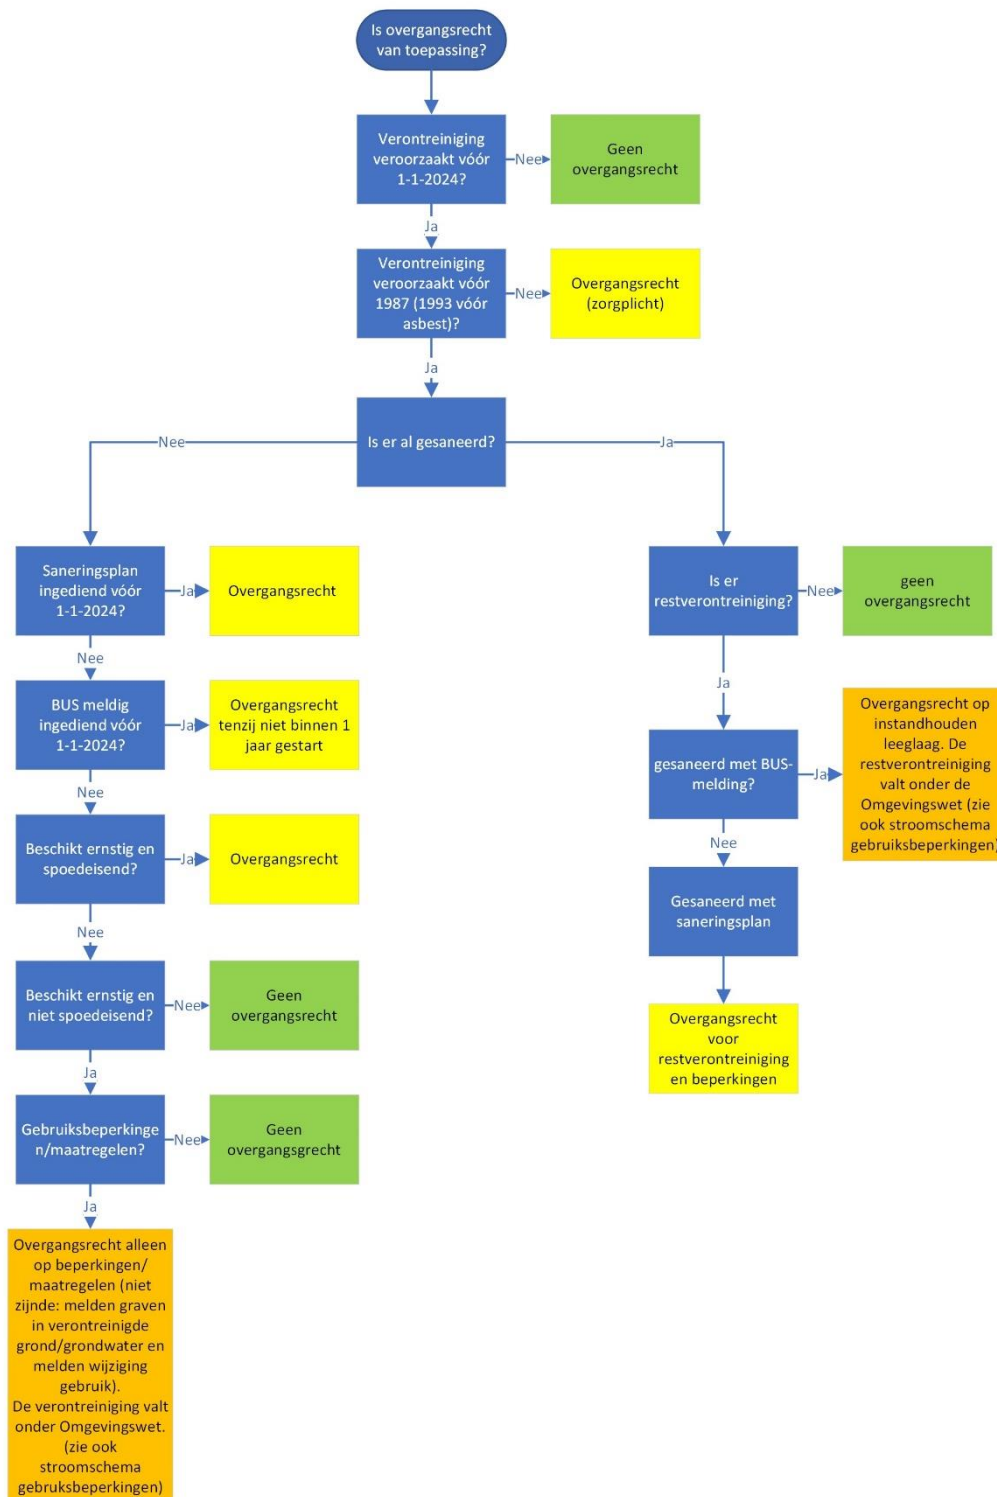 Is overgangsrecht
van toepassing?
Verontreiniging
veroorzaakt vóór
1-1-2024?
Nee
Geen
overgangsrecht
Ja
Verontreiniging
veroorzaakt vóór
1987 (1993 vóór
asbest)?
Nee
Overgangsrecht
(zorgplicht)
Ja
Is er al gesaneerd?
Nee
Ja
Saneringsplan
ingediend vóór
1-1-2024?
Ja
Overgangsrecht
Nee
BUS meldig
ingediend vóór
1-1-2024?
Ja
Overgangsrecht
tenzij niet binnen 1
jaar gestart
Nee
Beschikt ernstig en
spoedeisend?
Ja
Overgangsrecht
Nee
Beschikt ernstig en
niet spoedeisend?
Nee
Geen
overgangsrecht
Ja
Gebruiksbeperkinge
n/maatregelen?
Nee
Geen
overgangsgrecht
Ja
Overgangsrecht alleen
op beperkingen/
maatregelen (niet
zijnde: melden graven
in verontreinigde
grond/grondwater en
melden wijziging
gebruik).
De verontreiniging valt
onder Omgevingswet.
(zie ook
stroomschema
gebruksbeperkingen)
Is er
restverontreiniging?
Nee
geen
overgangsrecht
Ja
gesaneerd met BUS-
melding?
Ja
Overgangsrecht op
instandhouden
leeglaag. De
restverontreiniging
valt onder de
Omgevingswet (zie
ook stroomschema
gebruiksbeperkingen)
Nee
Gesaneerd met
saneringsplan
Overgangsrecht
voor
restverontreiniging
en beperkingen